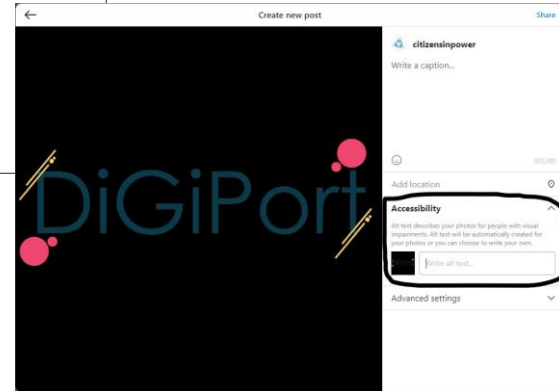 Create new post
Share
citizensinpower
Write a caption...
DiGiPort
0/2,200
Add location
Accessibility
Alt text describes your photos for people with visual
impairments. Alt text will be automatically created for
your photos or you can choose to write your own.
Write alt text...
Advanced settings